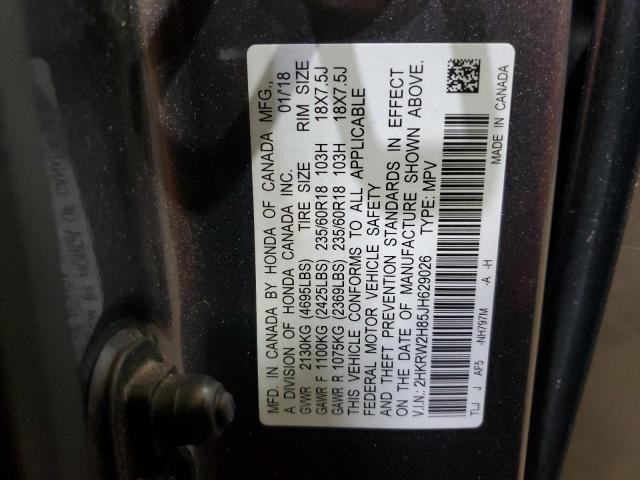 MFD. IN CANADA BY HONDA OF CANADA MFG.,
A DIVISION OF HONDA CANADA INC. 01/18
GVWR 2130KG (4695LBS) TIRE SIZE RIM SIZE
GAWR F 1100KG (2425LBS) 235/60R18 103H 18X7.5J
GAWR R 1075KG (2369LBS) 235/60R18 103H 18X7.5J
THIS VEHICLE CONFORMS TO ALL APPLICABLE
FEDERAL MOTOR VEHICLE SAFETY
AND THEFT PREVENTION STANDARDS IN EFFECT
ON THE DATE OF MANUFACTURE SHOWN ABOVE.
V.I.N.: 2HKRW2H85JH629026 TYPE: MPV
TLJ J AF5 -NH797M -A -H MADE IN CANADA